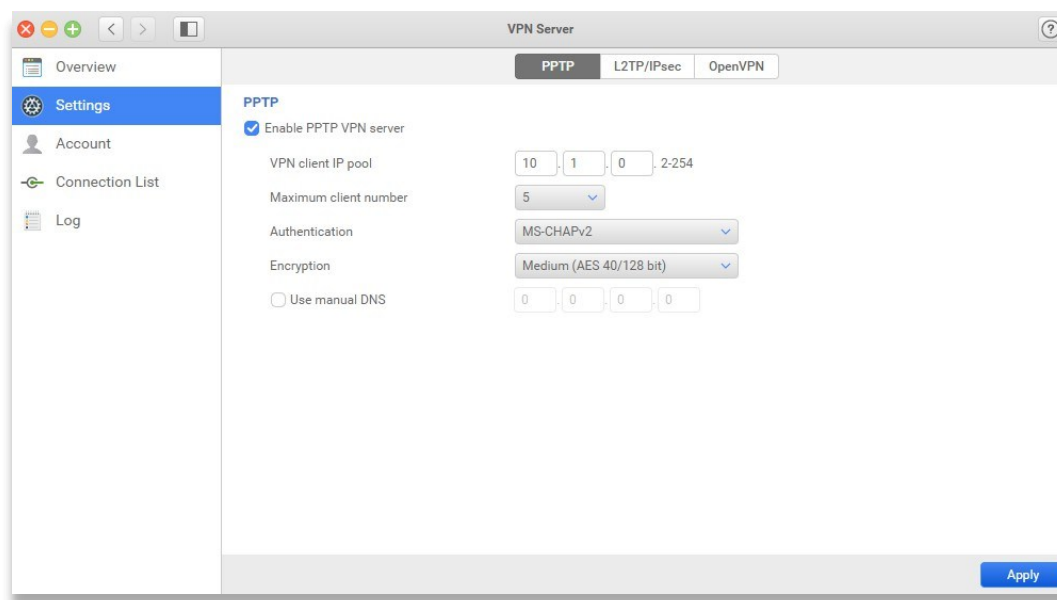 VPN Server
?
Overview
Settings
Account
Connection List
Log
PPTP L2TP/IPsec OpenVPN
PPTP
Enable PPTP VPN server
VPN client IP pool 10 . 1 . 0 . 2-254
Maximum client number 5
Authentication MS-CHAPv2
Encryption Medium (AES 40/128 bit)
Use manual DNS 0 . 0 . 0 . 0
Apply